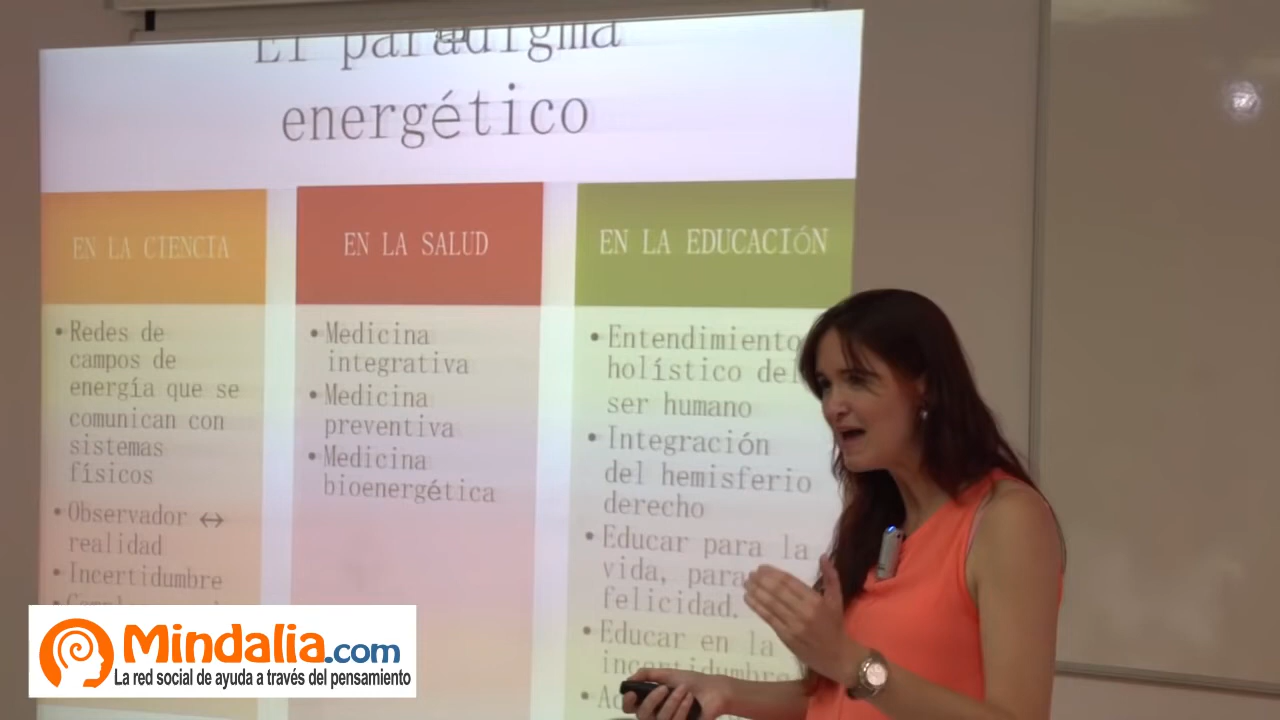 El paradigma
energético
EN LA CIENCIA
• Redes de
campos de
energía que se
comunican con
sistemas
físicos
• Observador ↔
realidad
• Incertidumbre
EN LA SALUD
• Medicina
integrativa
• Medicina
preventiva
• Medicina
bioenergética
EN LA EDUCACIÓN
• Entendimiento
holístico del
ser humano
• Integración
del hemisferio
derecho
• Educar para la
vida, para
felicidad.
• Educar en la
incertidumbre
Mindalia.com
La red social de ayuda a través del pensamiento